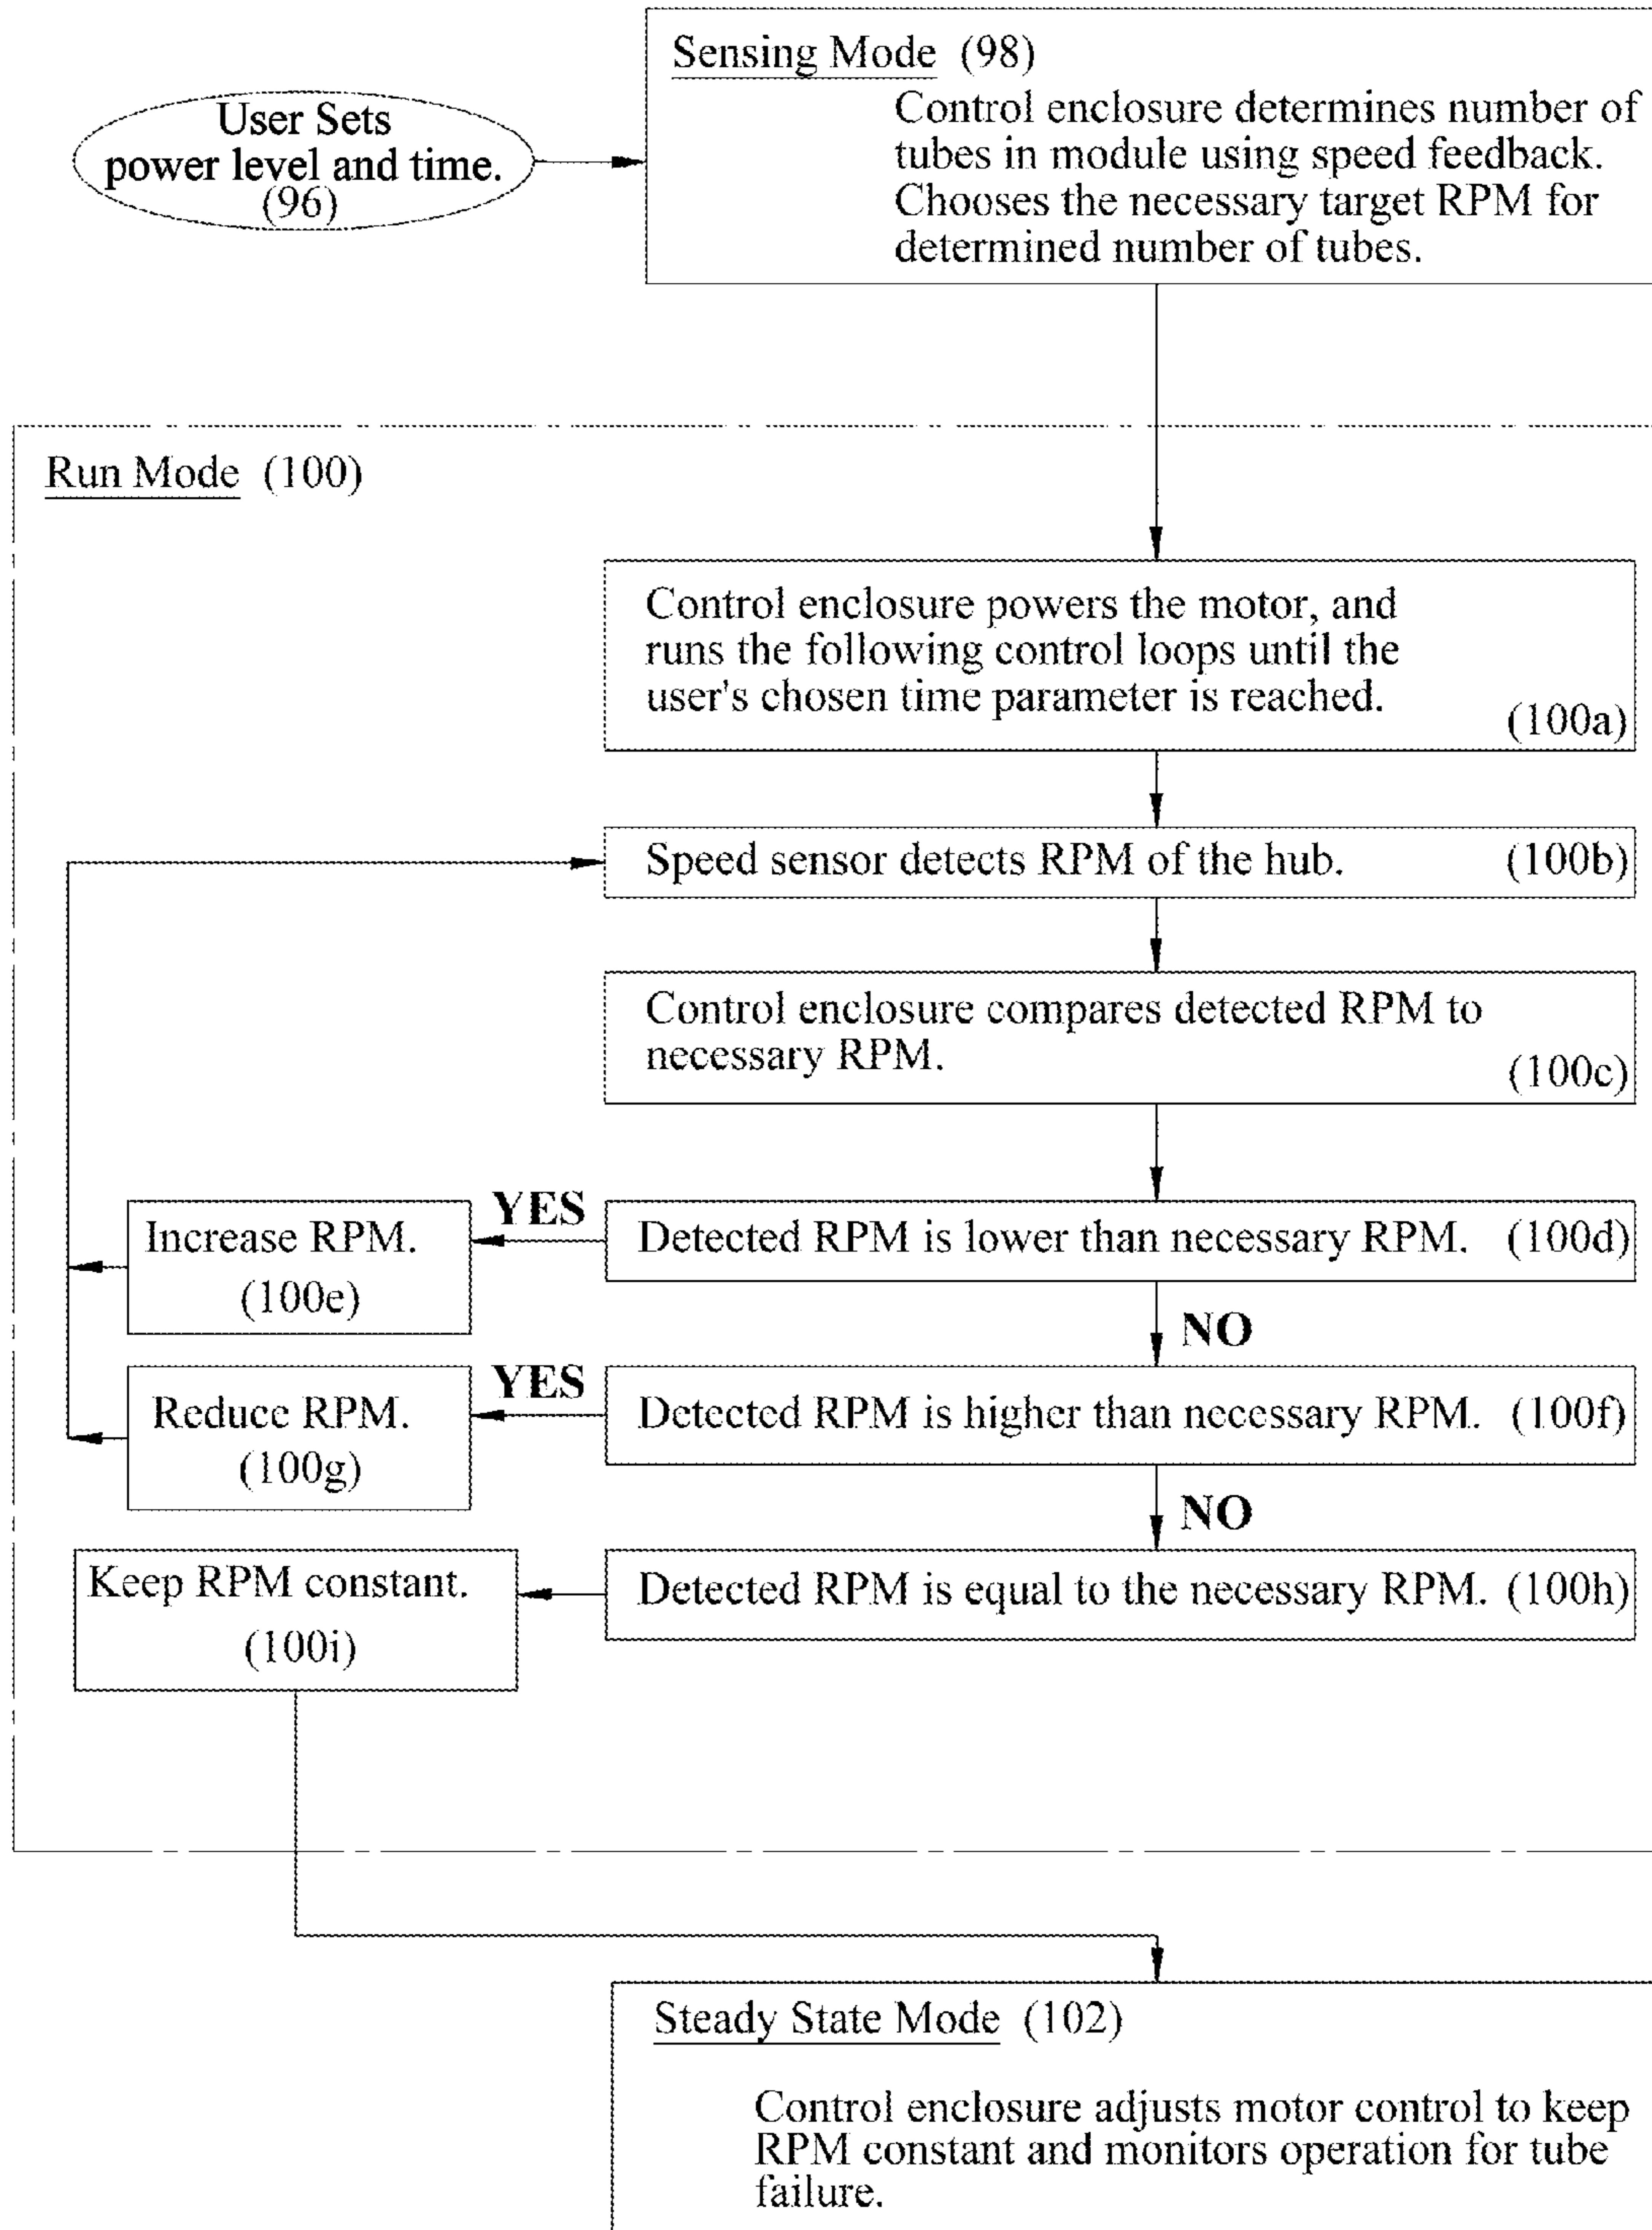 Sensing Mode (98)
Control enclosure determines number of
tubes in module using speed feedback.
Chooses the necessary target RPM for
determined number of tubes.
User Sets
power level and time.
(96)
Run Mode (100)
Control enclosure powers the motor, and
runs the following control loops until the
user's chosen time parameter is reached.
(100a)
Speed sensor detects RPM of the hub. (100b)
Control enclosure compares detected RPM to
necessary RPM.
(100c)
Detected RPM is lower than necessary RPM. (100d)
YES
Increase RPM.
(100e)
NO
Detected RPM is higher than necessary RPM. (100f)
YES
Reduce RPM.
(100g)
NO
Detected RPM is equal to the necessary RPM. (100h)
Keep RPM constant.
(100i)
Steady State Mode (102)
Control enclosure adjusts motor control to keep
RPM constant and monitors operation for tube
failure.